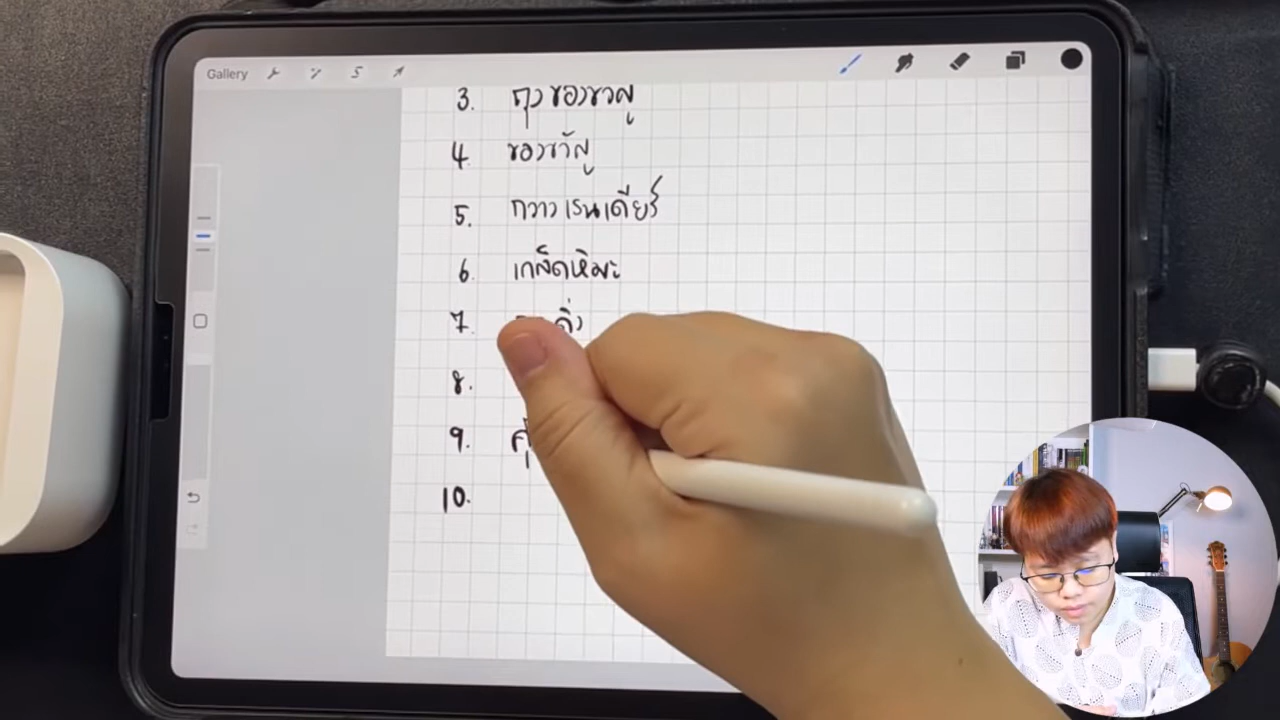 Gallery
3. ถุงของขวัญ
4. ของขวัญ
5. กวางเรนเดียร์
6. เกล็ดหิมะ
7.
8.
9.
10.